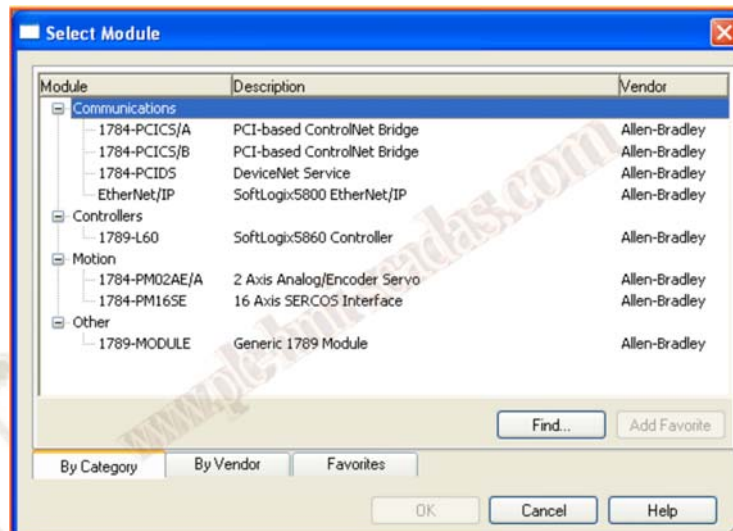 Select Module
Module Description Vendor
Communications
1784-PCICS/A PCI-based ControlNet Bridge Allen-Bradley
1784-PCICS/B PCI-based ControlNet Bridge Allen-Bradley
1784-PCIDS DeviceNet Service Allen-Bradley
EtherNet/IP SoftLogix5800 EtherNet/IP Allen-Bradley
Controllers
1789-L60 SoftLogix5860 Controller Allen-Bradley
Motion
1784-PM02AE/A 2 Axis Analog/Encoder Servo Allen-Bradley
1784-PM16SE 16 Axis SERCOS Interface Allen-Bradley
Other
1789-MODULE Generic 1789 Module Allen-Bradley
Find... Add Favorite
By Category By Vendor Favorites
OK Cancel Help